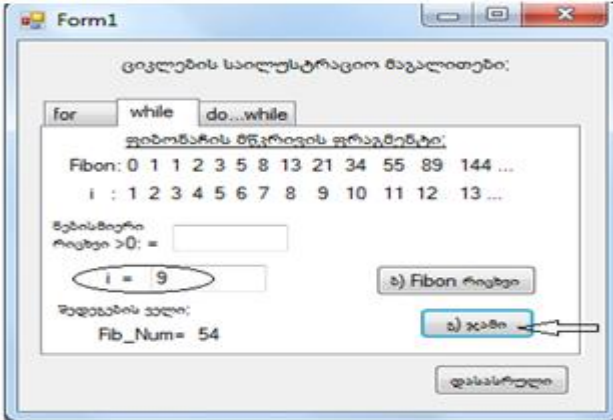 Form1
ციკლების საილუსტრაციო მაგალითები:
for while do...while
ფიბონაჩის მწკრივის ფრაგმენტი:
Fibon: 0 1 1 2 3 5 8 13 21 34 55 89 144 ...
i : 1 2 3 4 5 6 7 8 9 10 11 12 13 ...
ნებისმიერი
რიცხვი >0: =
i = 9
ბ) Fibon რიცხვი
შედეგების ველი:
გ) ჯამი
Fib_Num= 54
დასასრული